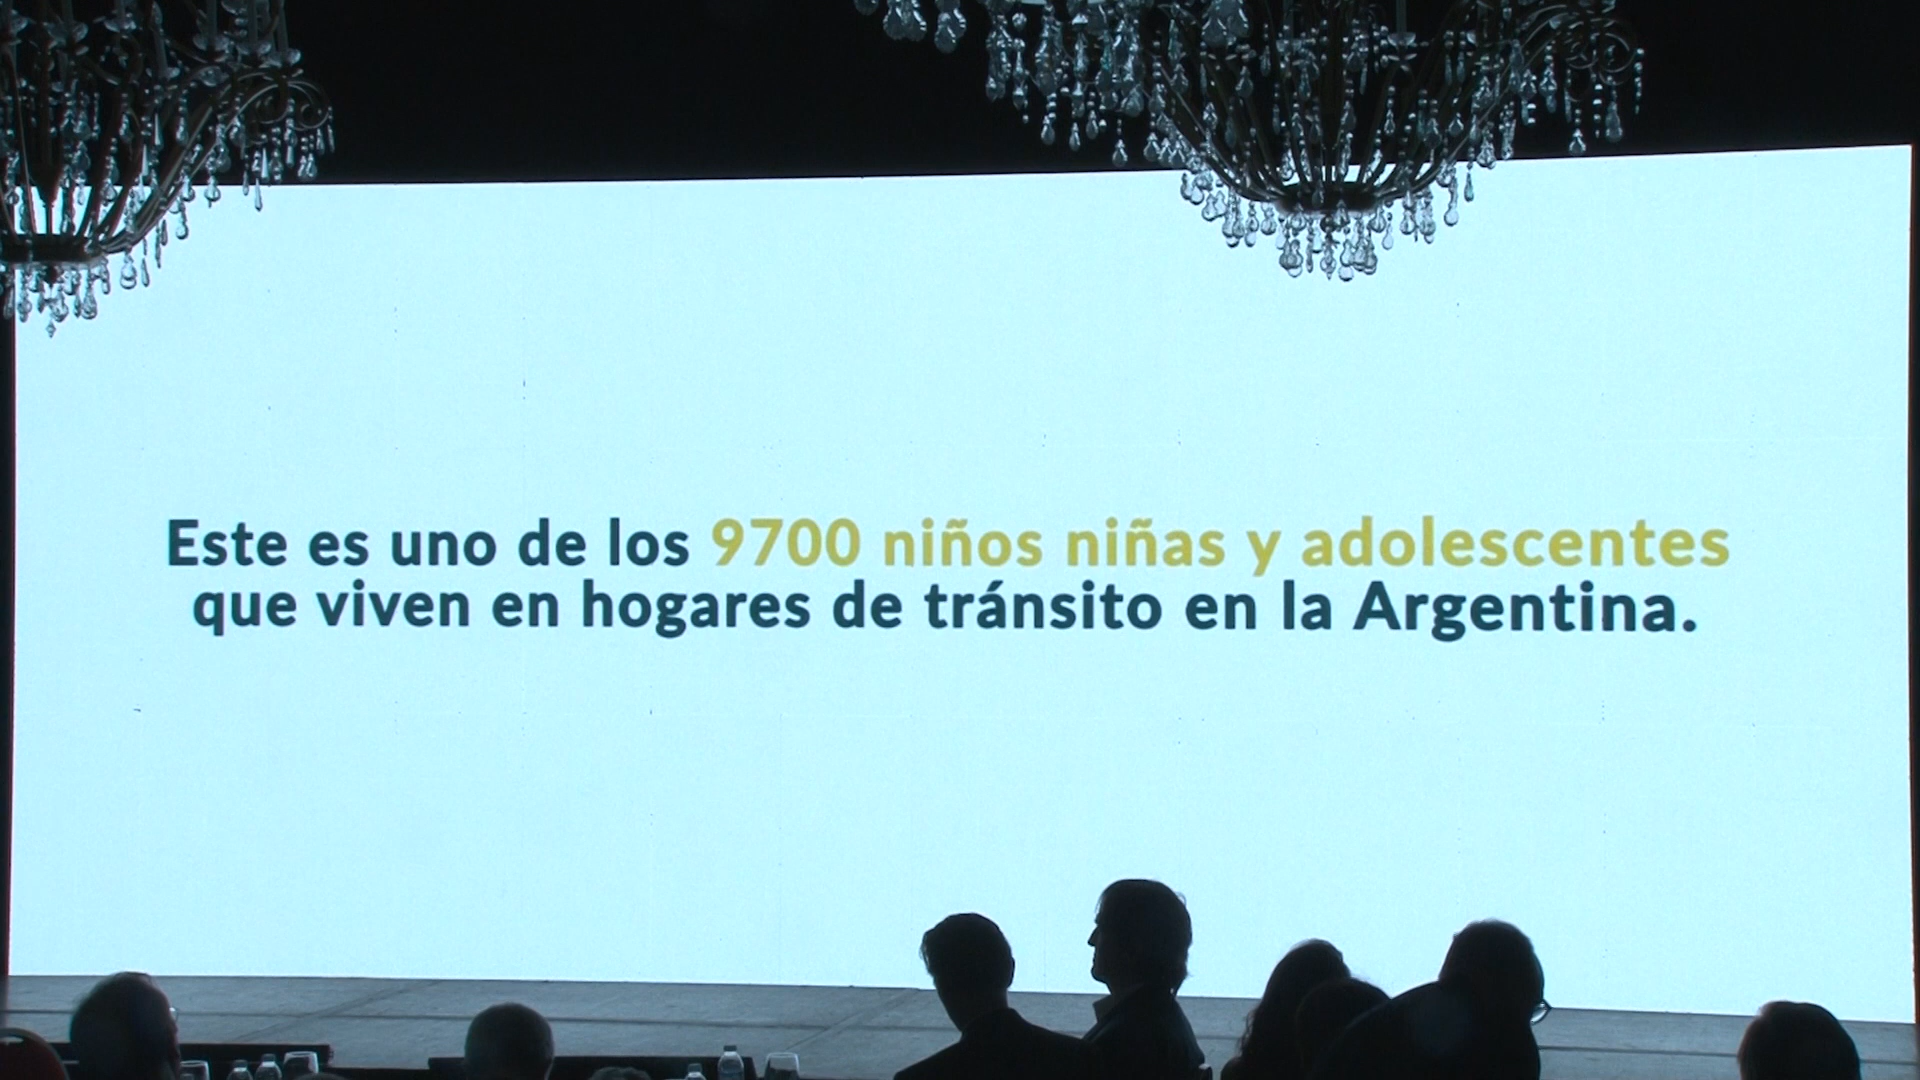 Este es uno de los 9700 niños niñas y adolescentes
que viven en hogares de tránsito en la Argentina.